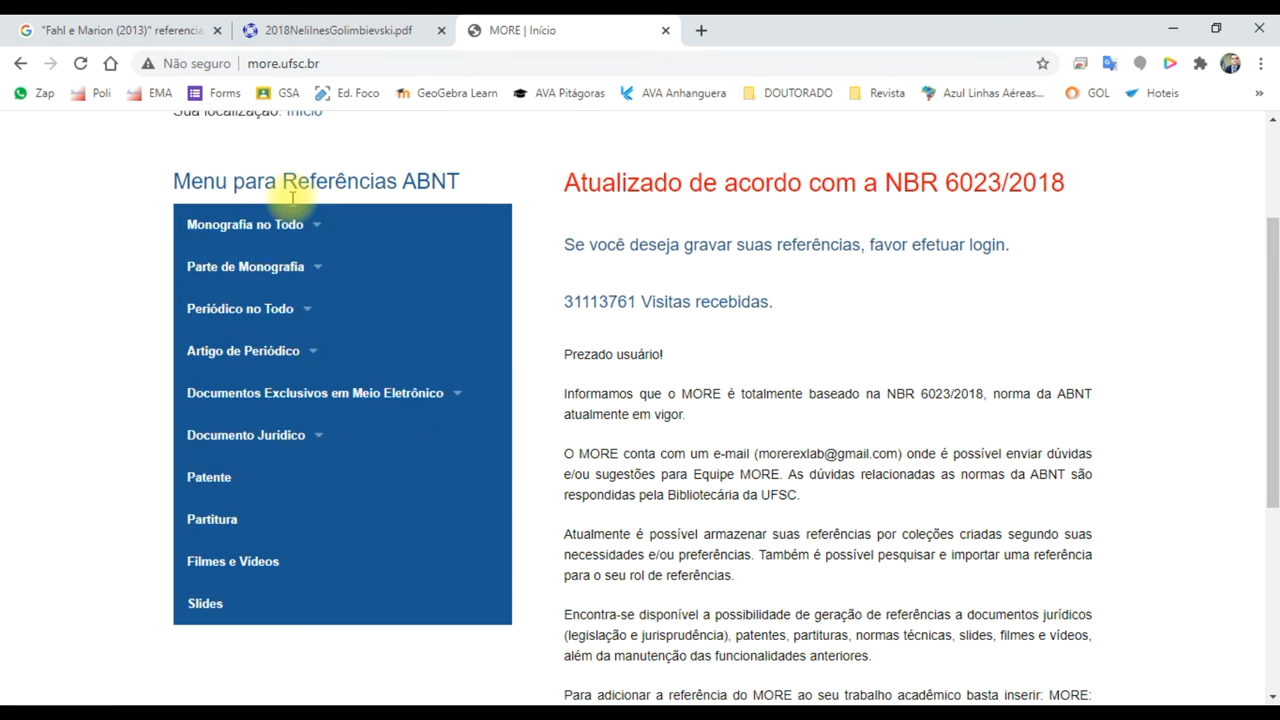 "Fahl e Marion (2013)" referencia
2018NeliInesGolimbievski.pdf
MORE | Início
Não seguro
more.ufsc.br
Zap
Poli
EMA
Forms
GSA
Ed. Foco
GeoGebra Learn
AVA Pitágoras
AVA Anhanguera
DOUTORADO
Revista
Azul Linhas Aéreas...
GOL
Hoteis
»
Sua localização: Início
Menu para Referências ABNT
Monografia no Todo
Parte de Monografia
Periódico no Todo
Artigo de Periódico
Documentos Exclusivos em Meio Eletrônico
Documento Jurídico
Patente
Partitura
Filmes e Vídeos
Slides
Atualizado de acordo com a NBR 6023/2018
Se você deseja gravar suas referências, favor efetuar login.
31113761 Visitas recebidas.
Prezado usuário!
Informamos que o MORE é totalmente baseado na NBR 6023/2018, norma da ABNT
atualmente em vigor.
O MORE conta com um e-mail (morerexlab@gmail.com) onde é possível enviar dúvidas
e/ou sugestões para Equipe MORE. As dúvidas relacionadas as normas da ABNT são
respondidas pela Bibliotecária da UFSC.
Atualmente é possível armazenar suas referências por coleções criadas segundo suas
necessidades e/ou preferências. Também é possível pesquisar e importar uma referência
para o seu rol de referências.
Encontra-se disponível a possibilidade de geração de referências a documentos jurídicos
(legislação e jurisprudência), patentes, partituras, normas técnicas, slides, filmes e vídeos,
além da manutenção das funcionalidades anteriores.
Para adicionar a referência do MORE ao seu trabalho acadêmico basta inserir: MORE: